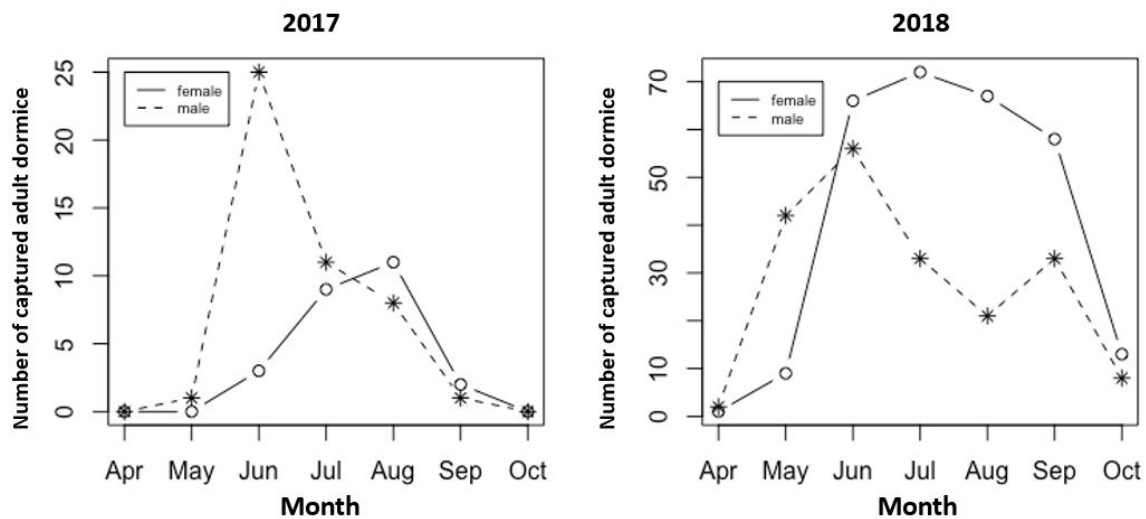 2017
Number of captured adult dormice
25
20
15
10
5
0
female
male
Apr May Jun Jul Aug Sep Oct
Month
2018
Number of captured adult dormice
70
50
30
10
0
female
male
Apr May Jun Jul Aug Sep Oct
Month